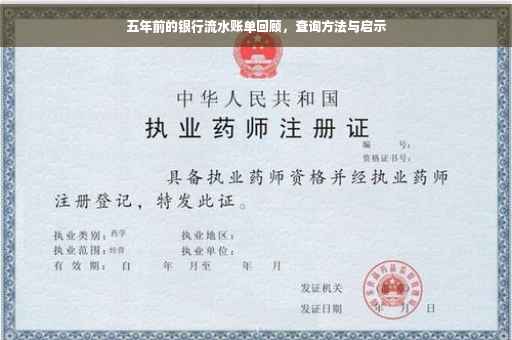 五年前的银行流水账单回顾，查询方法与启示
中华人民共和国
执业药师注册证
编 号：
资格证书号：
具备执业药师资格并经执业药师
注册登记，特发此证。
执业类别：药学
执业地区：
执业范围：经营
执业单位：
有 效 期： 自 年 月至 年 月
发证机关（
发证日期 年 月 日